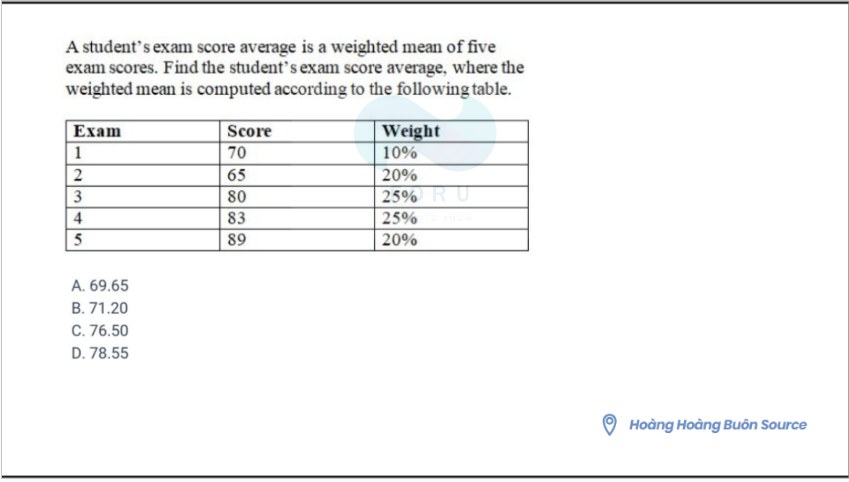 A student's exam score average is a weighted mean of five
exam scores. Find the student's exam score average, where the
weighted mean is computed according to the following table.
Exam Score Weight
1 70 10%
2 65 20%
3 80 25%
4 83 25%
5 89 20%
A. 69.65
B. 71.20
C. 76.50
D. 78.55
Hoàng Hoàng Buôn Source